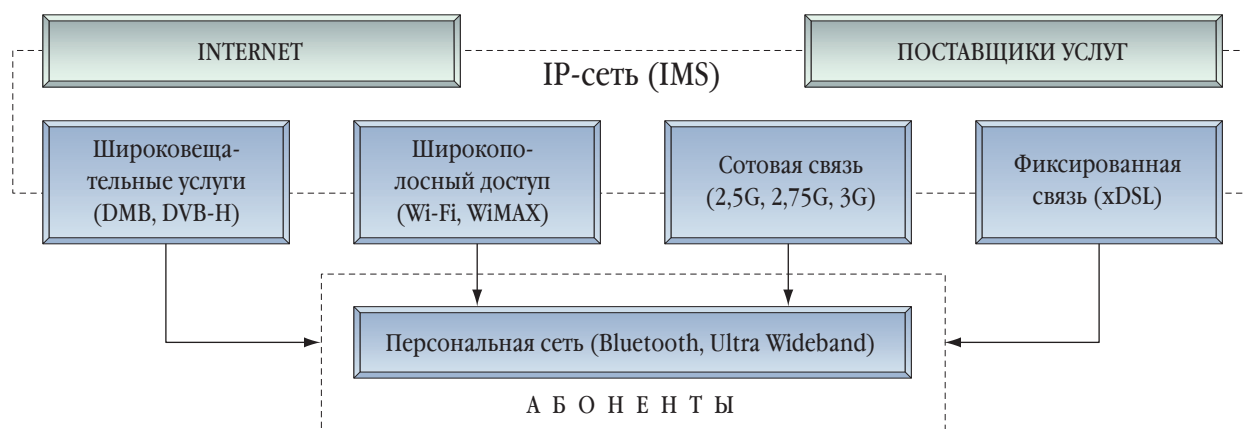 INTERNET
ПОСТАВЩИКИ УСЛУГ
IP-сеть (IMS)
Широковеща-
тельные услуги
(DMB, DVB-H)
Широкопо-
лосный доступ
(Wi-Fi, WiMAX)
Сотовая связь
(2,5G, 2,75G, 3G)
Фиксированная
связь (xDSL)
Персональная сеть (Bluetooth, Ultra Wideband)
АБОНЕНТЫ